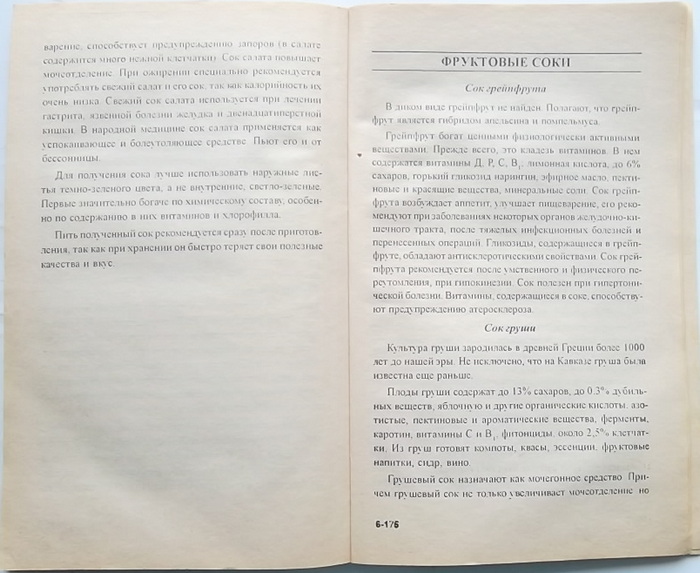 варение, способствует предупреждению запоров (в салате
содержится много нежной клетчатки). Сок салата повышает
мочеотделение. При ожирении специально рекомендуется
употреблять свежий салат и его сок, так как калорийность их
очень низка. Свежий сок салата используется при лечении
гастрита, язвенной болезни желудка и двенадцатиперстной
кишки. В народной медицине сок салата применяется как
успокаивающее и болеутоляющее средство. Пьют его и от
бессонницы.
Для получения сока лучше использовать наружные лис-
тья темно-зеленого цвета, а не внутренние, светло-зеленые.
Первые значительно богаче по химическому составу, особен-
но по содержанию в них витаминов и хлорофилла.
Пить полученный сок рекомендуется сразу после приготов-
ления, так как при хранении он быстро теряет свои полезные
качества и вкус.
ФРУКТОВЫЕ СОКИ
Сок грейпфрута
В диком виде грейпфрут не найден. Полагают, что грейп-
фрут является гибридом апельсина и помпельмуса.
Грейпфрут богат ценными физиологически активными
веществами. Прежде всего, это кладезь витаминов. В нем
содержатся витамины Д, Р, С, В1, лимонная кислота, до 6%
сахаров, горький гликозид нарингин, эфирное масло, пекти-
новые и красящие вещества, минеральные соли. Сок грейп-
фрута возбуждает аппетит, улучшает пищеварение, его реко-
мендуют при заболеваниях некоторых органов желудочно-ки-
шечного тракта, после тяжелых инфекционных болезней и
перенесенных операций. Гликозиды, содержащиеся в грейп-
фруте, обладают антисклеротическими свойствами. Сок грей-
пфрута рекомендуется после умственного и физического пе-
реутомления, при гипокинезии. Сок полезен при гипертони-
ческой болезни. Витамины, содержащиеся в соке, способству-
ют предупреждению атеросклероза.
Сок груши
Культура груши зародилась в древней Греции более 1000
лет до нашей эры. Не исключено, что на Кавказе груша была
известна еще раньше.
Плоды груши содержат до 13% сахаров, до 0,3% дубиль-
ных веществ, яблочную и другие органические кислоты, азо-
тистые, пектиновые и ароматические вещества, ферменты,
каротин, витамины С и В1, фитонциды, около 2,5% клетчат-
ки. Из груш готовят компоты, квасы, эссенции, фруктовые
напитки, сидр, вино.
Грушевый сок назначают как мочегонное средство. При-
чем грушевый сок не только увеличивает мочеотделение, но
6-176